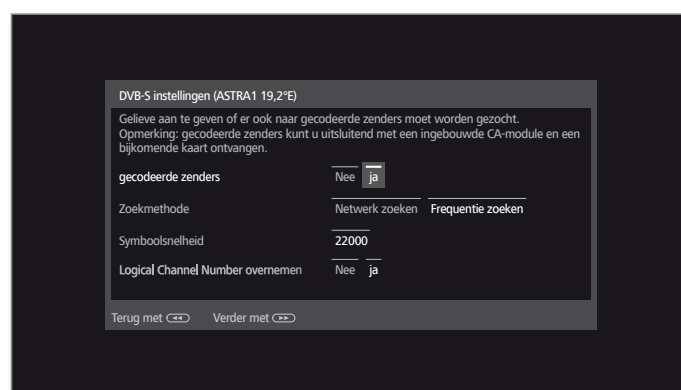 DVB-S instellingen (ASTRA1 19,2°E)
Gelieve aan te geven of er ook naar gecodeerde zenders moet worden gezocht.
Opmerking: gecodeerde zenders kunt u uitsluitend met een ingebouwde CA-module en een
bijkomende kaart ontvangen.
gecodeerde zenders Nee ja
Zoekmethode Netwerk zoeken Frequentie zoeken
Symboolsnelheid 22000
Logical Channel Number overnemen Nee ja
Terug met Verder met